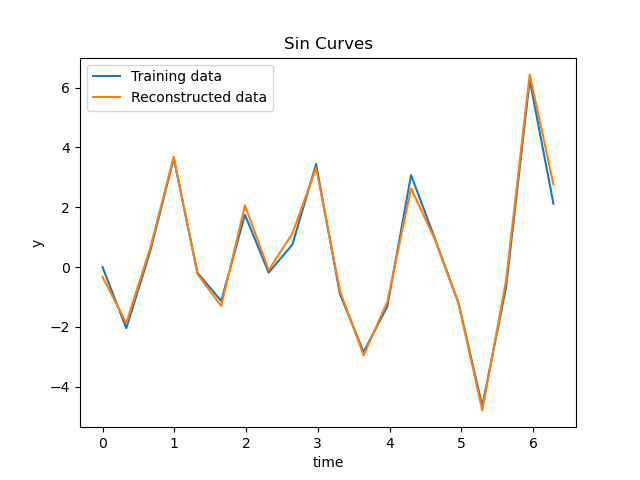 Sin Curves
Training data
Reconstructed data
6
4
2
0
−2
−4
y
0 1 2 3 4 5 6
time